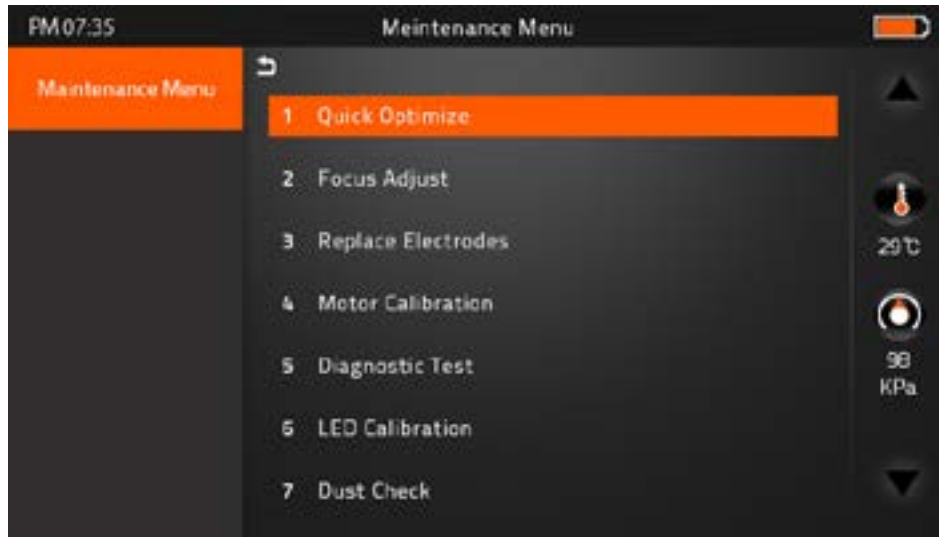 PM 07:35
Meintenance Menu
Maintenance Menu
1 Quick Optimize
2 Focus Adjust
3 Replace Electrodes
4 Motor Calibration
5 Diagnostic Test
6 LED Calibration
7 Dust Check
29℃
98
KPa